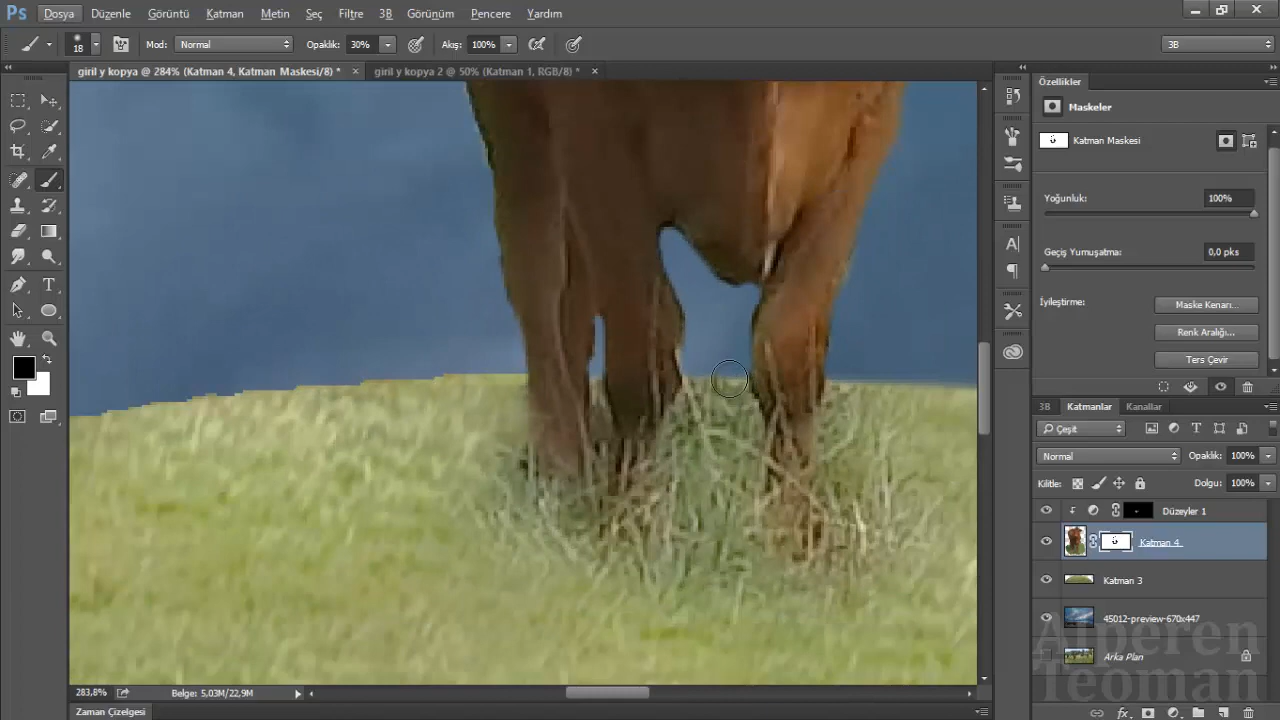 Ps Dosya Düzenle Görüntü Katman Metin Seç Filtre 3B Görünüm Pencere Yardım
18 Mod: Normal Opaklık: 30% Akış: 100% 3B
giril y kopya @ 284% (Katman 4, Katman Maskesi/8) * × giril y kopya 2 @ 50% (Katman 1, RGB/8) * ×
Özellikler
Maskeler
Katman Maskesi
Yoğunluk: 100%
Geçiş Yumuşatma: 0,0 pks
İyileştirme: Maske Kenarı...
Renk Aralığı...
Ters Çevir
3B Katmanlar Kanallar
Çeşit
Normal Opaklık: 100%
Kilitle: Dolgu: 100%
Düzeyler 1
Katman 4
Katman 3
45012-preview-670x447
Arka Plan
Alperen
Teoman
283,8% Belge: 5,03M/22,9M
Zaman Çizelgesi